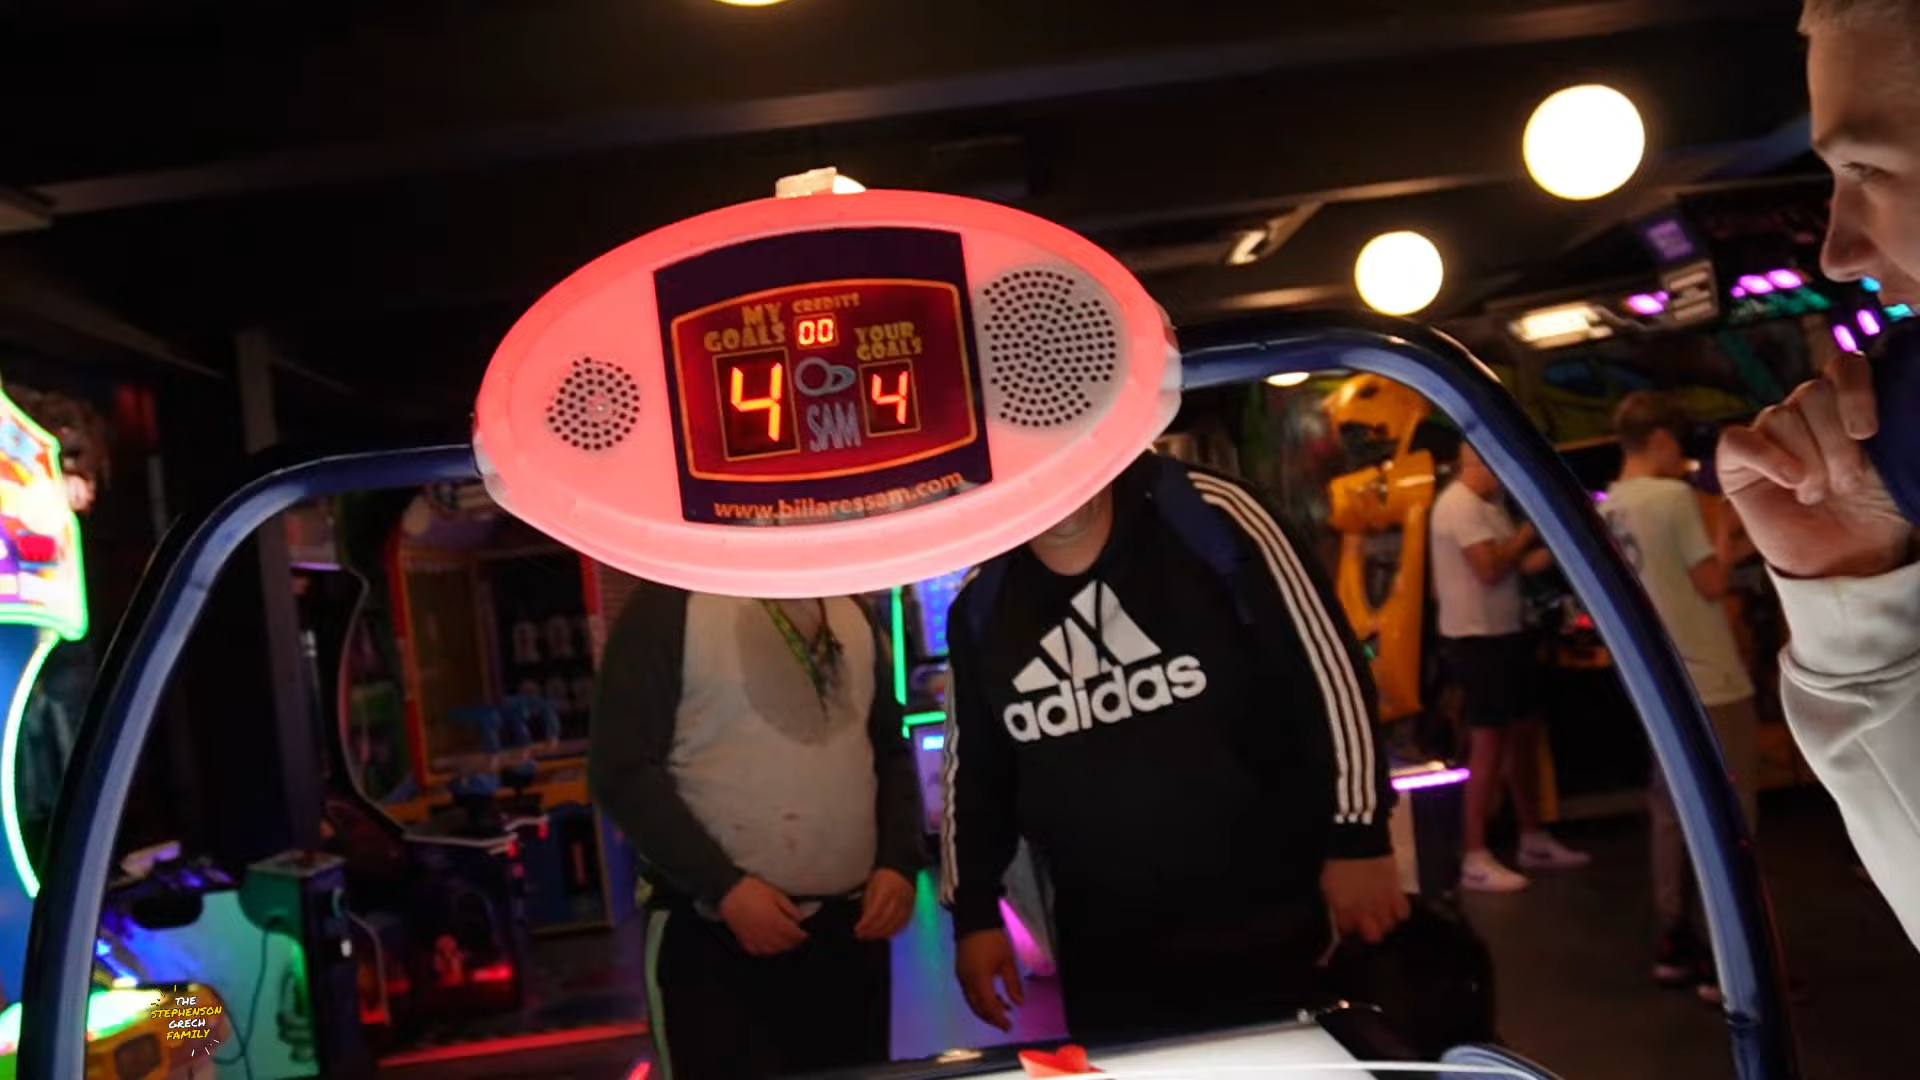 MY
GOALS
CREDITS
00
YOUR
GOALS
4
4
SAM
www.billaressam.com
adidas
THE
STEPHENSON
GRECH
FAMILY